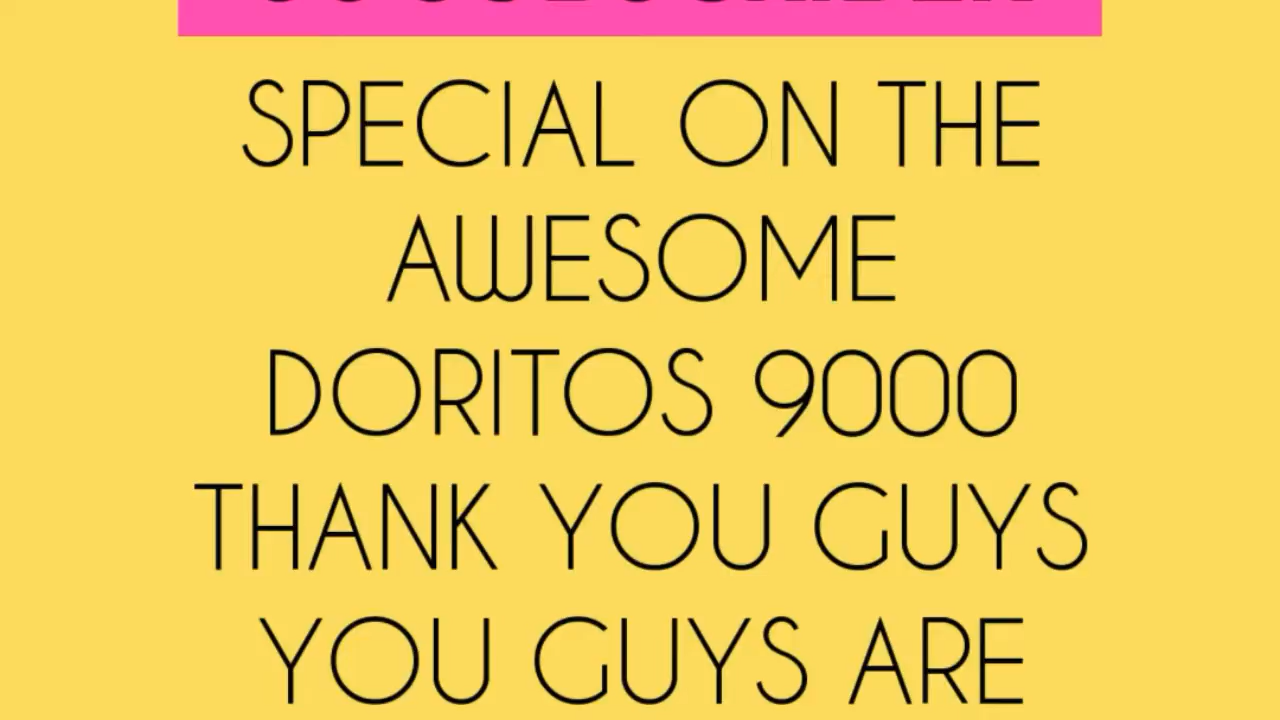 SPECIAL ON THE
AWESOME
DORITOS 9000
THANK YOU GUYS
YOU GUYS ARE